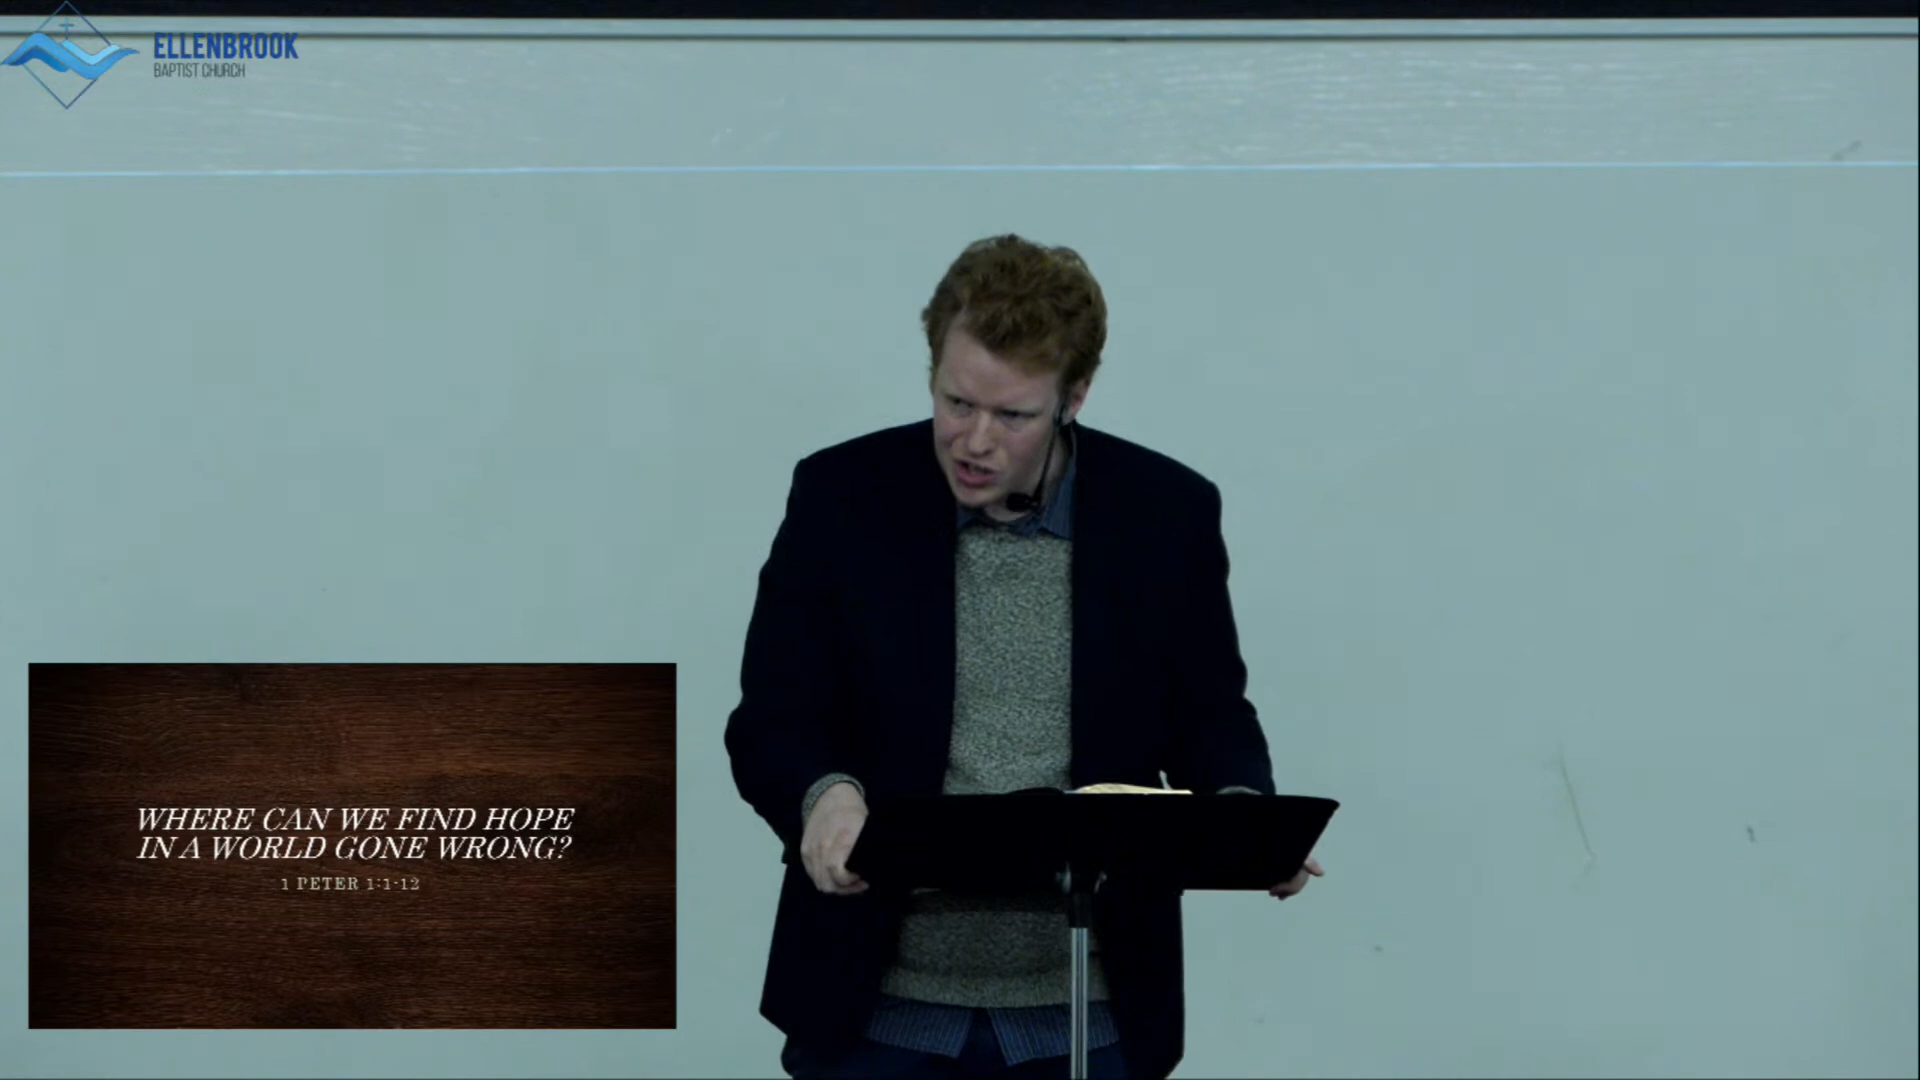 ELLENBROOK
BAPTIST CHURCH
WHERE CAN WE FIND HOPE
IN A WORLD GONE WRONG?
1 PETER 1:1-12